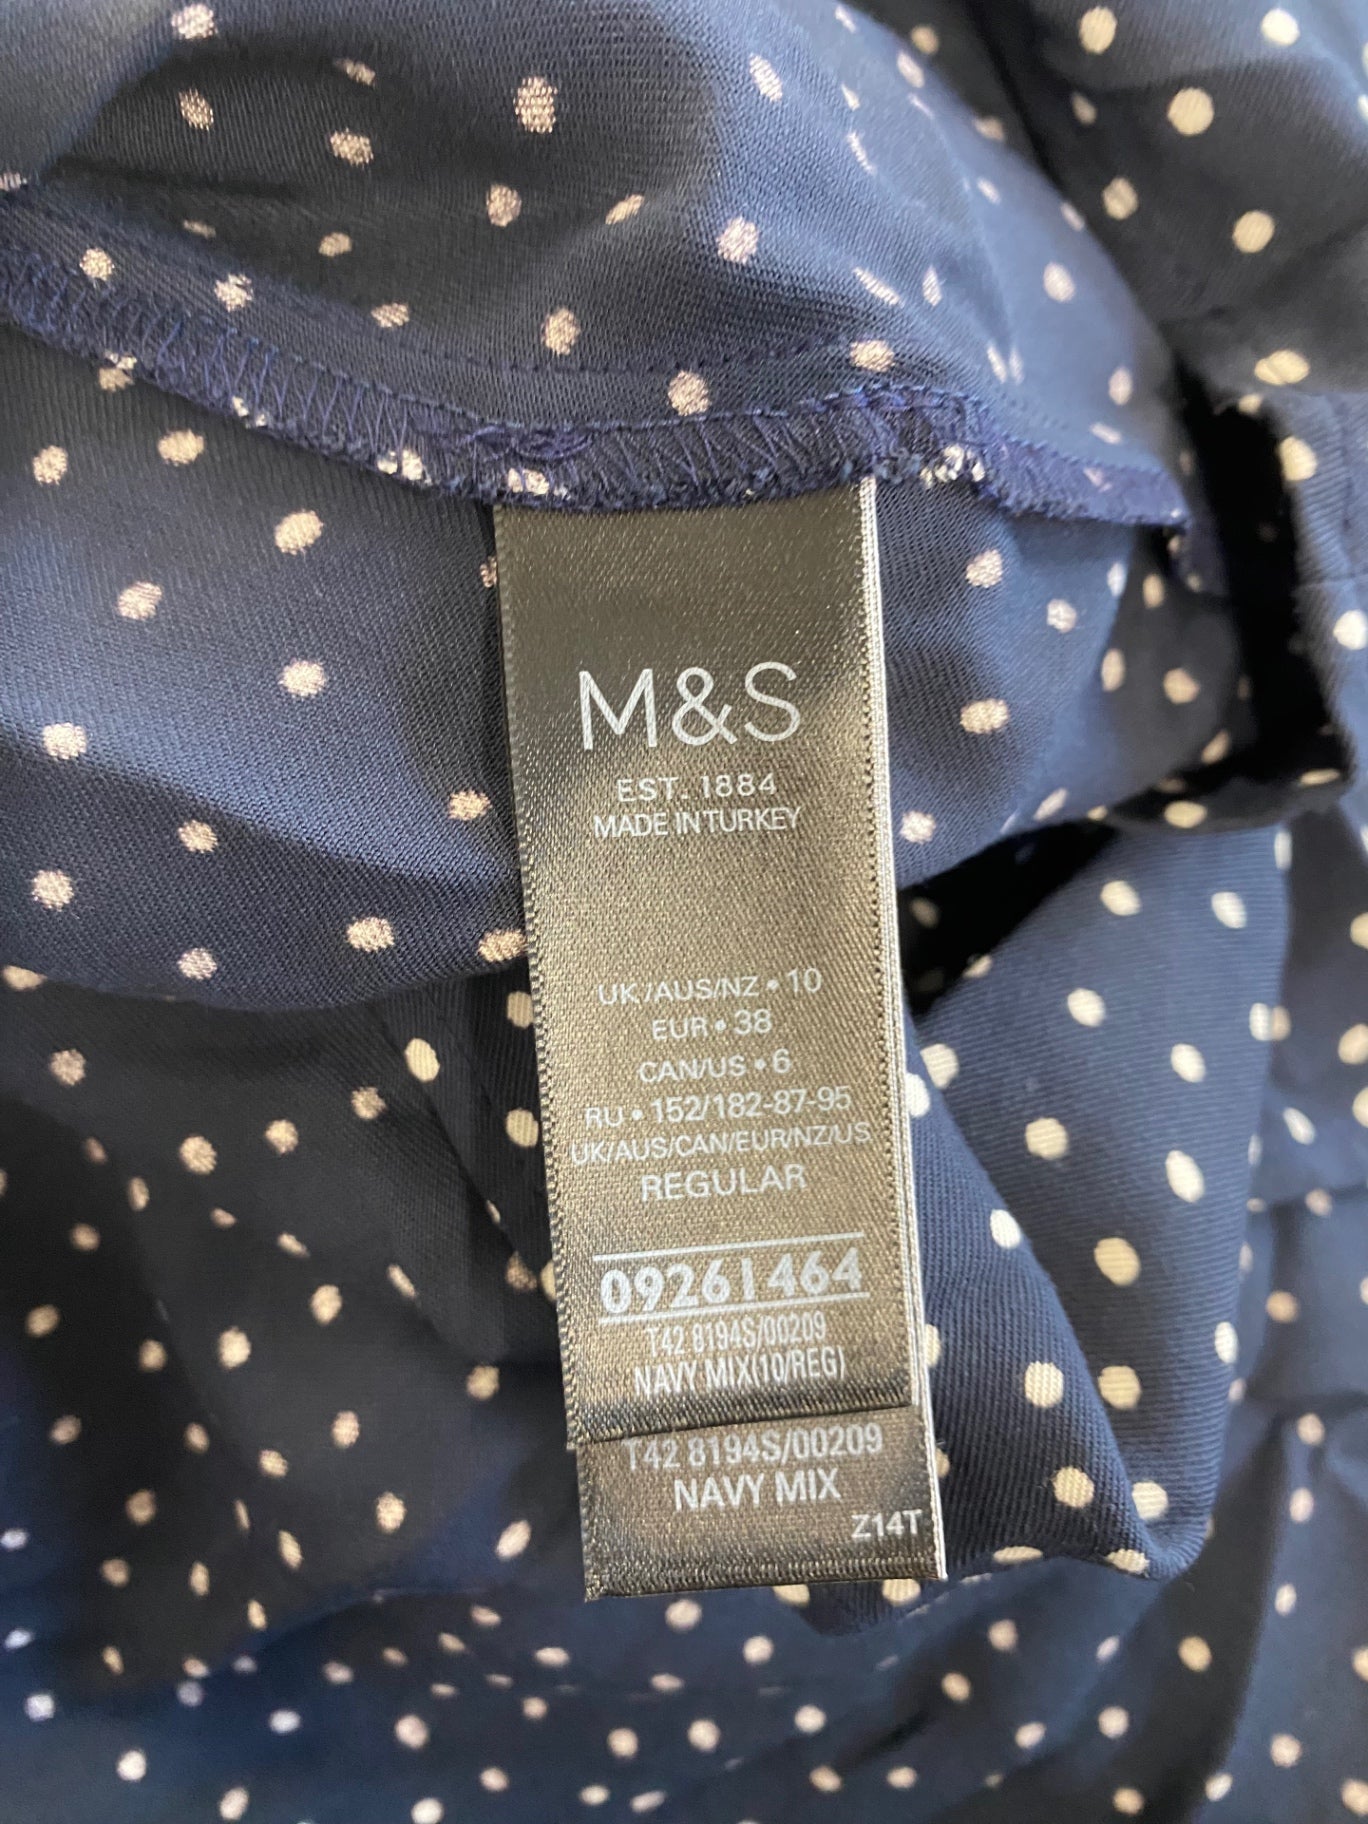 M&S
EST. 1884
MADE IN TURKEY
UK/AUS/NZ • 10
EUR • 38
CAN/US • 6
RU • 152/182-87-95
UK/AUS/CAN/EUR/NZ/US
REGULAR
09261464
T42 8194S/00209
NAVY MIX(10/REG)
T42 8194S/00209
NAVY MIX
Z14T